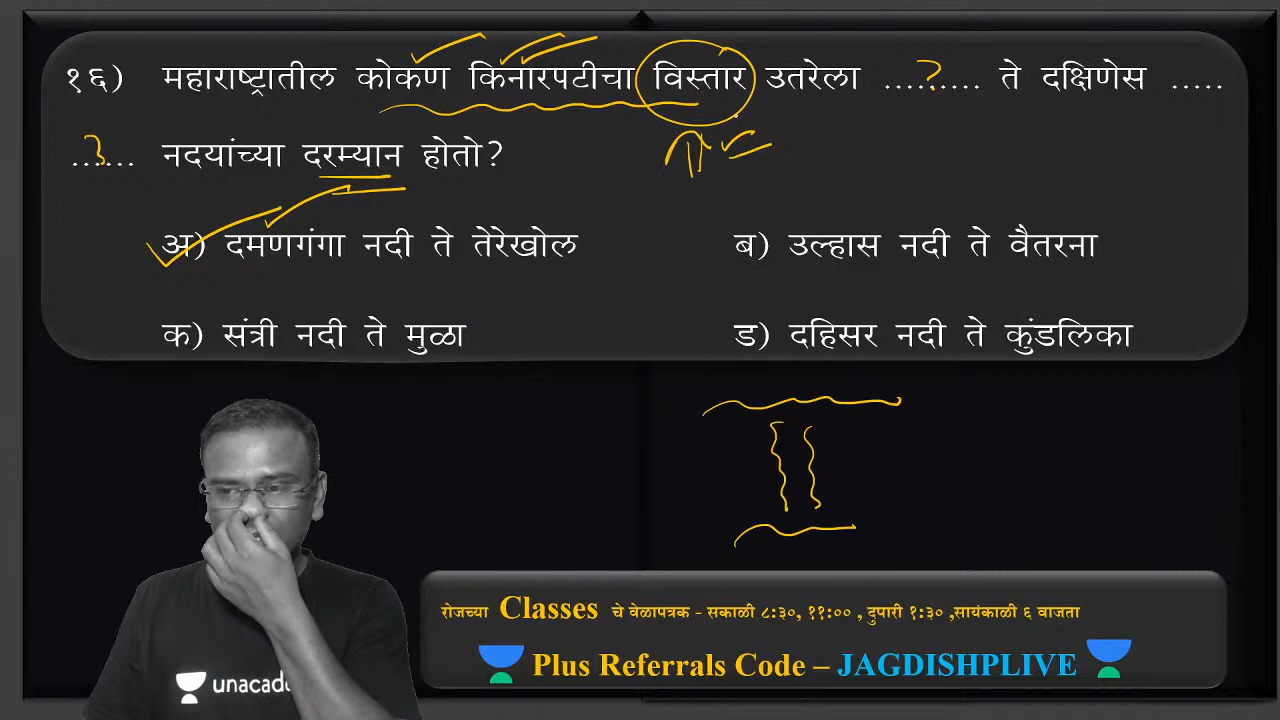 १६) महाराष्ट्रातील कोकण किनारपटीचा विस्तार उतरेला ......?.... ते दक्षिणेस .....
...?... नदयांच्या दरम्यान होतो?
अ) दमणगंगा नदी ते तेरेखोल
ब) उल्हास नदी ते वैतरना
क) संत्री नदी ते मुळा
ड) दहिसर नदी ते कुंडलिका
रोजच्या Classes चे वेळापत्रक - सकाळी ८:३०, ११:०० , दुपारी १:३० ,सायंकाळी ६ वाजता
Plus Referrals Code – JAGDISHPLIVE